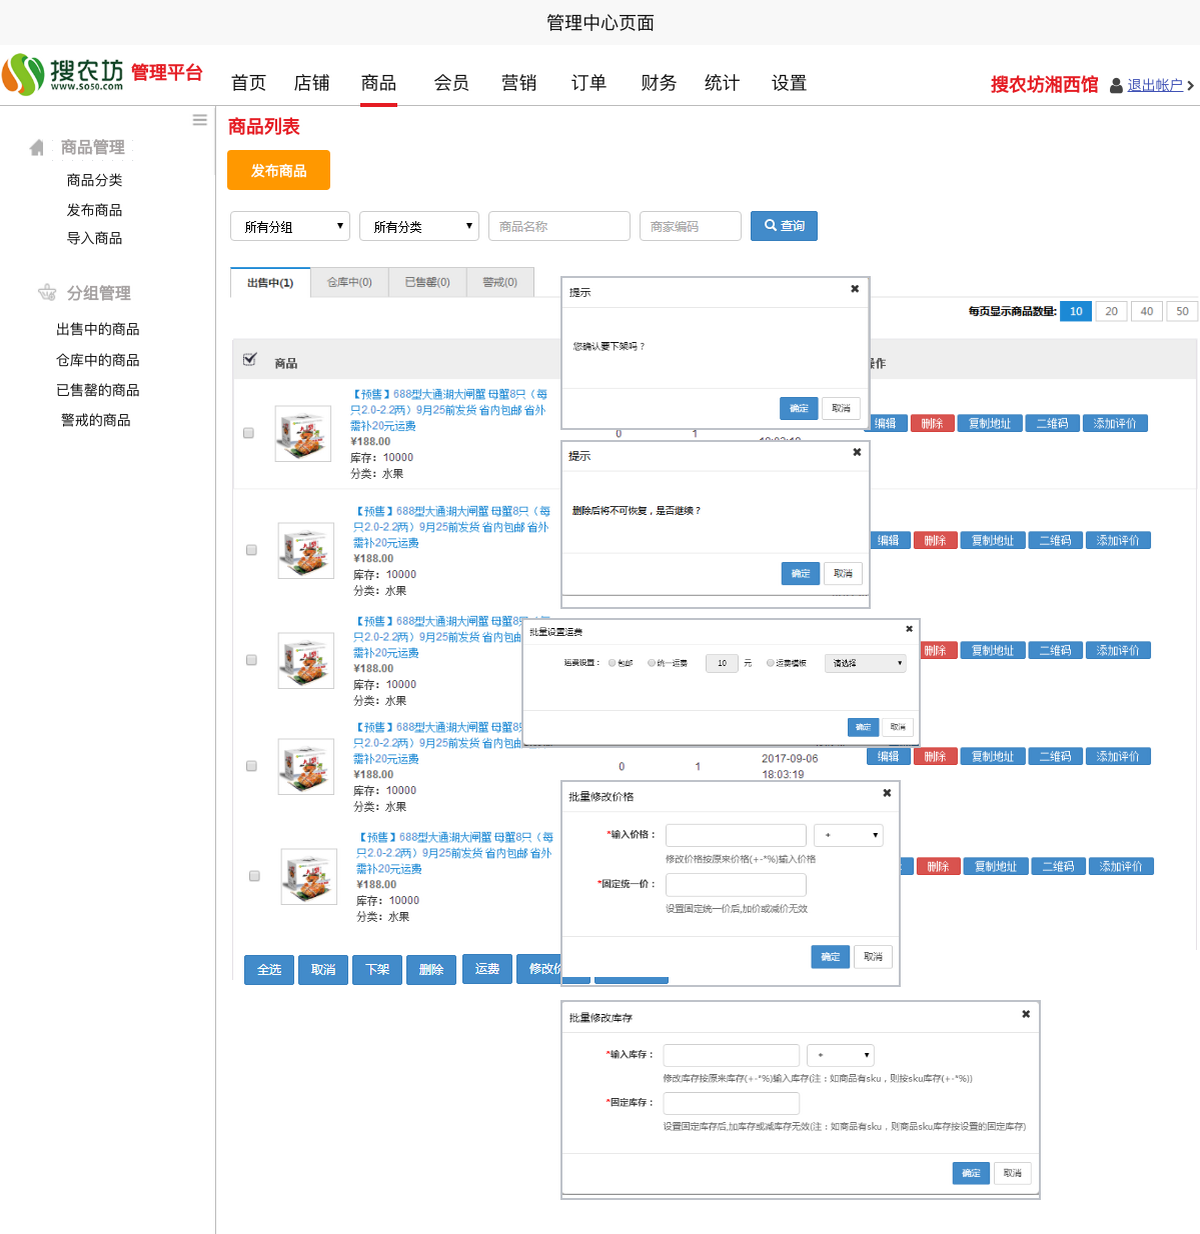 管理中心页面
搜农坊 管理平台
www.so50.com
首页 店铺 商品 会员 营销 订单 财务 统计 设置
搜农坊湘西馆 退出帐户
商品管理
商品分类
发布商品
导入商品
分组管理
出售中的商品
仓库中的商品
已售罄的商品
警戒的商品
商品列表
发布商品
所有分组 所有分类 商品名称 商家编码 查询
出售中(1) 仓库中(0) 已售罄(0) 警戒(0)
每页显示商品数量: 10 20 40 50
商品 操作
【预售】688型大通湖大闸蟹 母蟹8只（每
只2.0-2.2两）9月25前发货 省内包邮 省外
需补20元运费
¥188.00
库存：10000
分类：水果
0 1 18:03:19
编辑 删除 复制地址 二维码 添加评价
【预售】688型大通湖大闸蟹 母蟹8只（每
只2.0-2.2两）9月25前发货 省内包邮 省外
需补20元运费
¥188.00
库存：10000
分类：水果
编辑 删除 复制地址 二维码 添加评价
【预售】688型大通湖大闸蟹 母蟹8只
只2.0-2.2两）9月25前发货 省内包邮
需补20元运费
¥188.00
库存：10000
分类：水果
删除 复制地址 二维码 添加评价
【预售】688型大通湖大闸蟹 母蟹8只
只2.0-2.2两）9月25前发货 省内包邮
需补20元运费
¥188.00
库存：10000
分类：水果
0 1 2017-09-06
18:03:19
编辑 删除 复制地址 二维码 添加评价
【预售】688型大通湖大闸蟹 母蟹8只（每
只2.0-2.2两）9月25前发货 省内包邮 省外
需补20元运费
¥188.00
库存：10000
分类：水果
删除 复制地址 二维码 添加评价
全选 取消 下架 删除 运费 修改价
提示
您确认要下架吗？
确定 取消
提示
删除后将不可恢复，是否继续？
确定 取消
批量设置运费
运费设置： 包邮 统一运费 10 元 运费模板 请选择
确定 取消
批量修改价格
*输入价格： +
修改价格按原来价格(+-*%)输入价格
*固定统一价：
设置固定统一价后,加价或减价无效
确定 取消
批量修改库存
*输入库存： +
修改库存按原来库存(+-*%)输入库存(注：如商品有sku，则按sku库存(+-*%))
*固定库存：
设置固定库存后,加库存或减库存无效(注：如商品有sku，则商品sku库存按设置的固定库存)
确定 取消